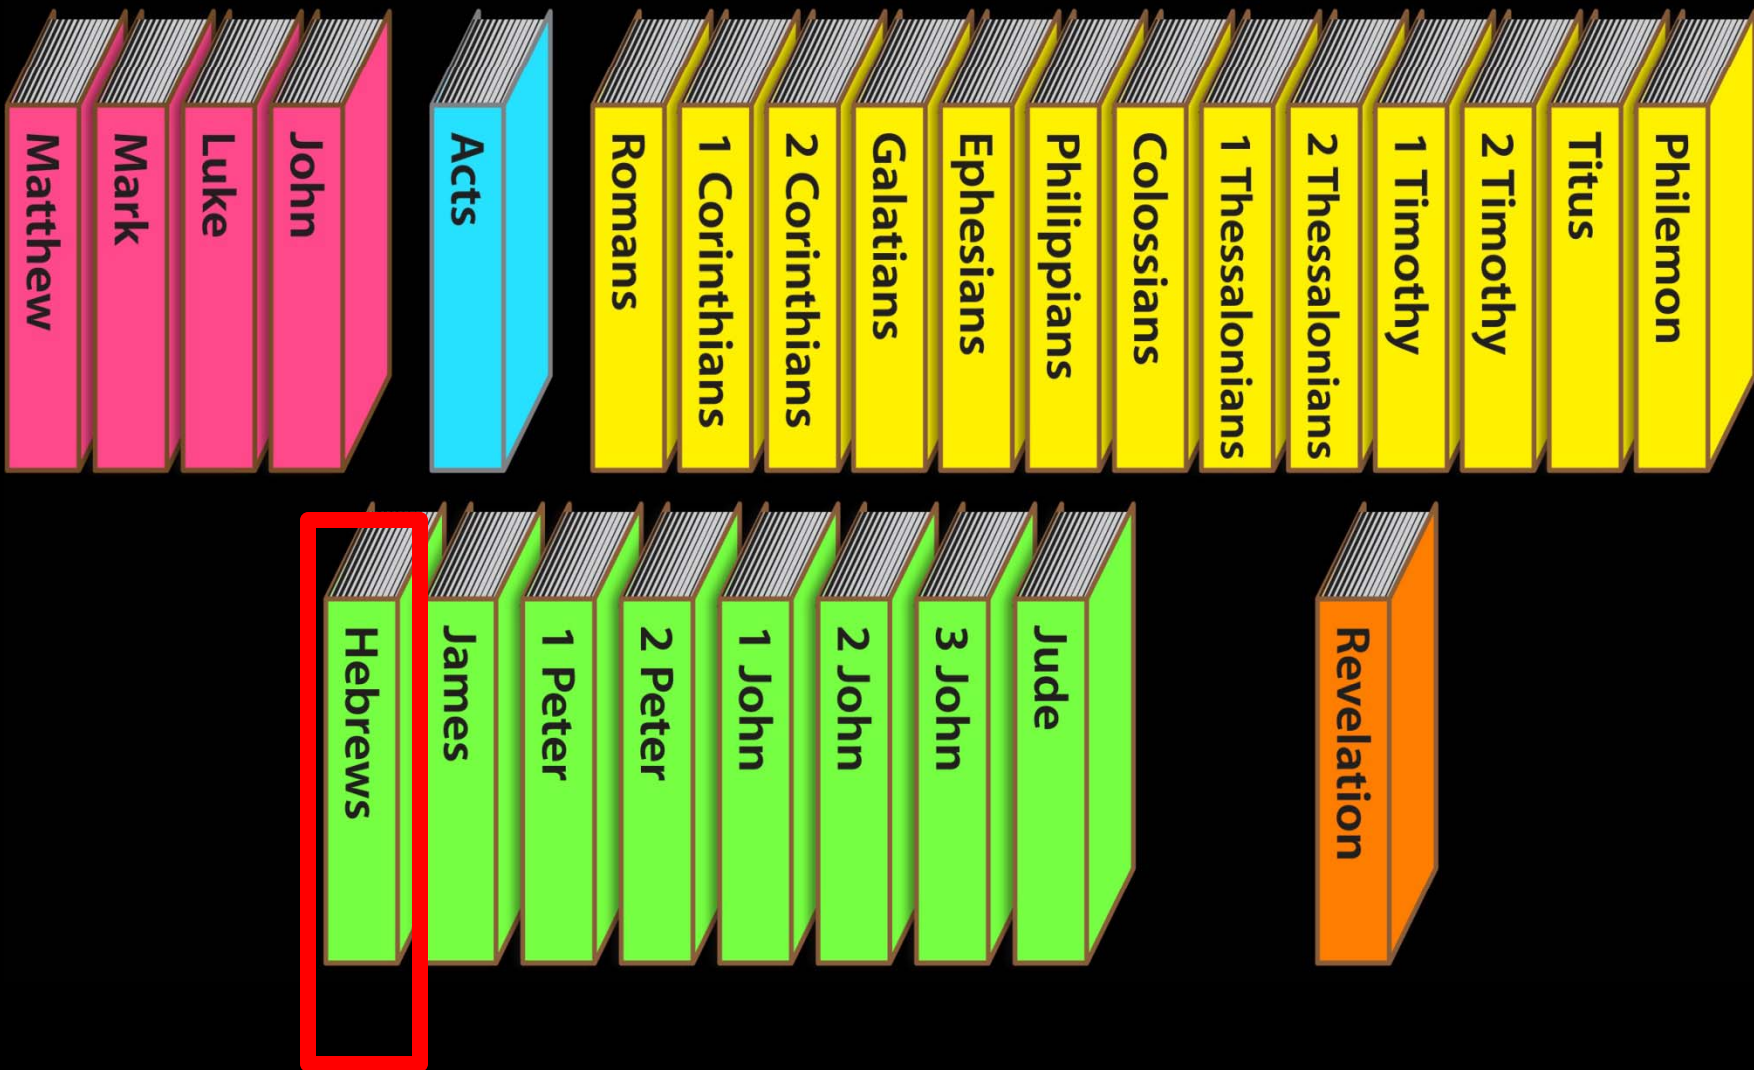 Matthew
Mark
Luke
John
Acts
Romans
1 Corinthians
2 Corinthians
Galatians
Ephesians
Philippians
Colossians
1 Thessalonians
2 Thessalonians
1 Timothy
2 Timothy
Titus
Philemon
Hebrews
James
1 Peter
2 Peter
1 John
2 John
3 John
Jude
Revelation